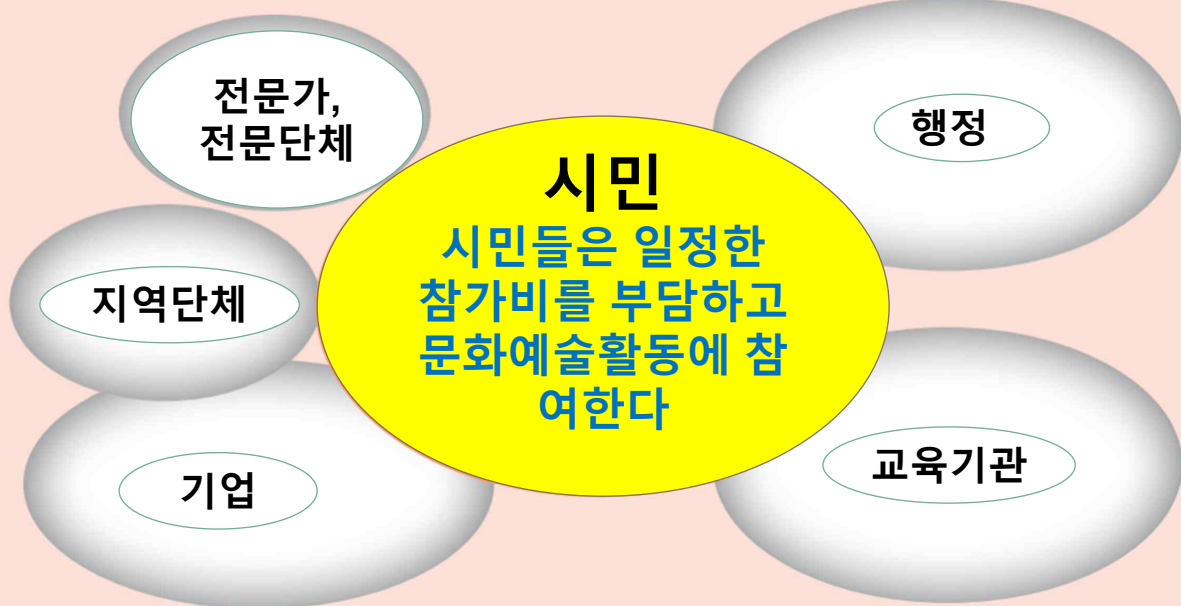 전문가,
전문단체
행정
시민
시민들은 일정한
참가비를 부담하고
문화예술활동에 참
여한다
지역단체
기업
교육기관